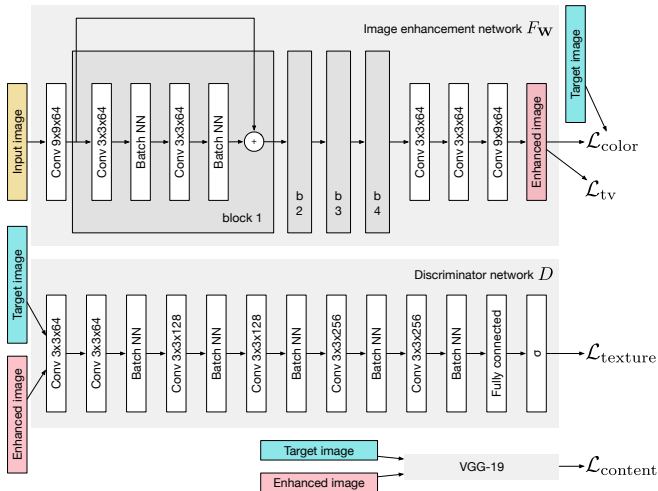 Image enhancement network F_W
Input image
Conv 9x9x64
Conv 3x3x64
Batch NN
Conv 3x3x64
Batch NN
+
block 1
b 2
b 3
b 4
Conv 3x3x64
Conv 3x3x64
Conv 9x9x64
Enhanced image
Target image
ℒ_color
ℒ_tv
Discriminator network D
Target image
Enhanced image
Conv 3x3x64
Conv 3x3x64
Batch NN
Conv 3x3x128
Batch NN
Conv 3x3x128
Batch NN
Conv 3x3x256
Batch NN
Conv 3x3x256
Batch NN
Fully connected
σ
ℒ_texture
Target image
Enhanced image
VGG-19
ℒ_content